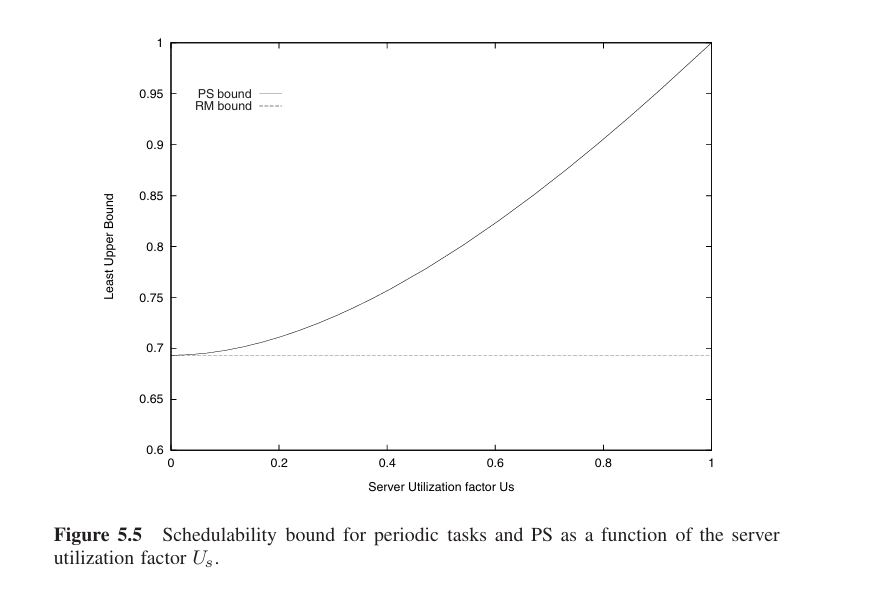 1
0.95
PS bound
RM bound
0.9
0.85
Least Upper Bound
0.8
0.75
0.7
0.65
0.6
0 0.2 0.4 0.6 0.8 1
Server Utilization factor Us
Figure 5.5 Schedulability bound for periodic tasks and PS as a function of the server
utilization factor Us.